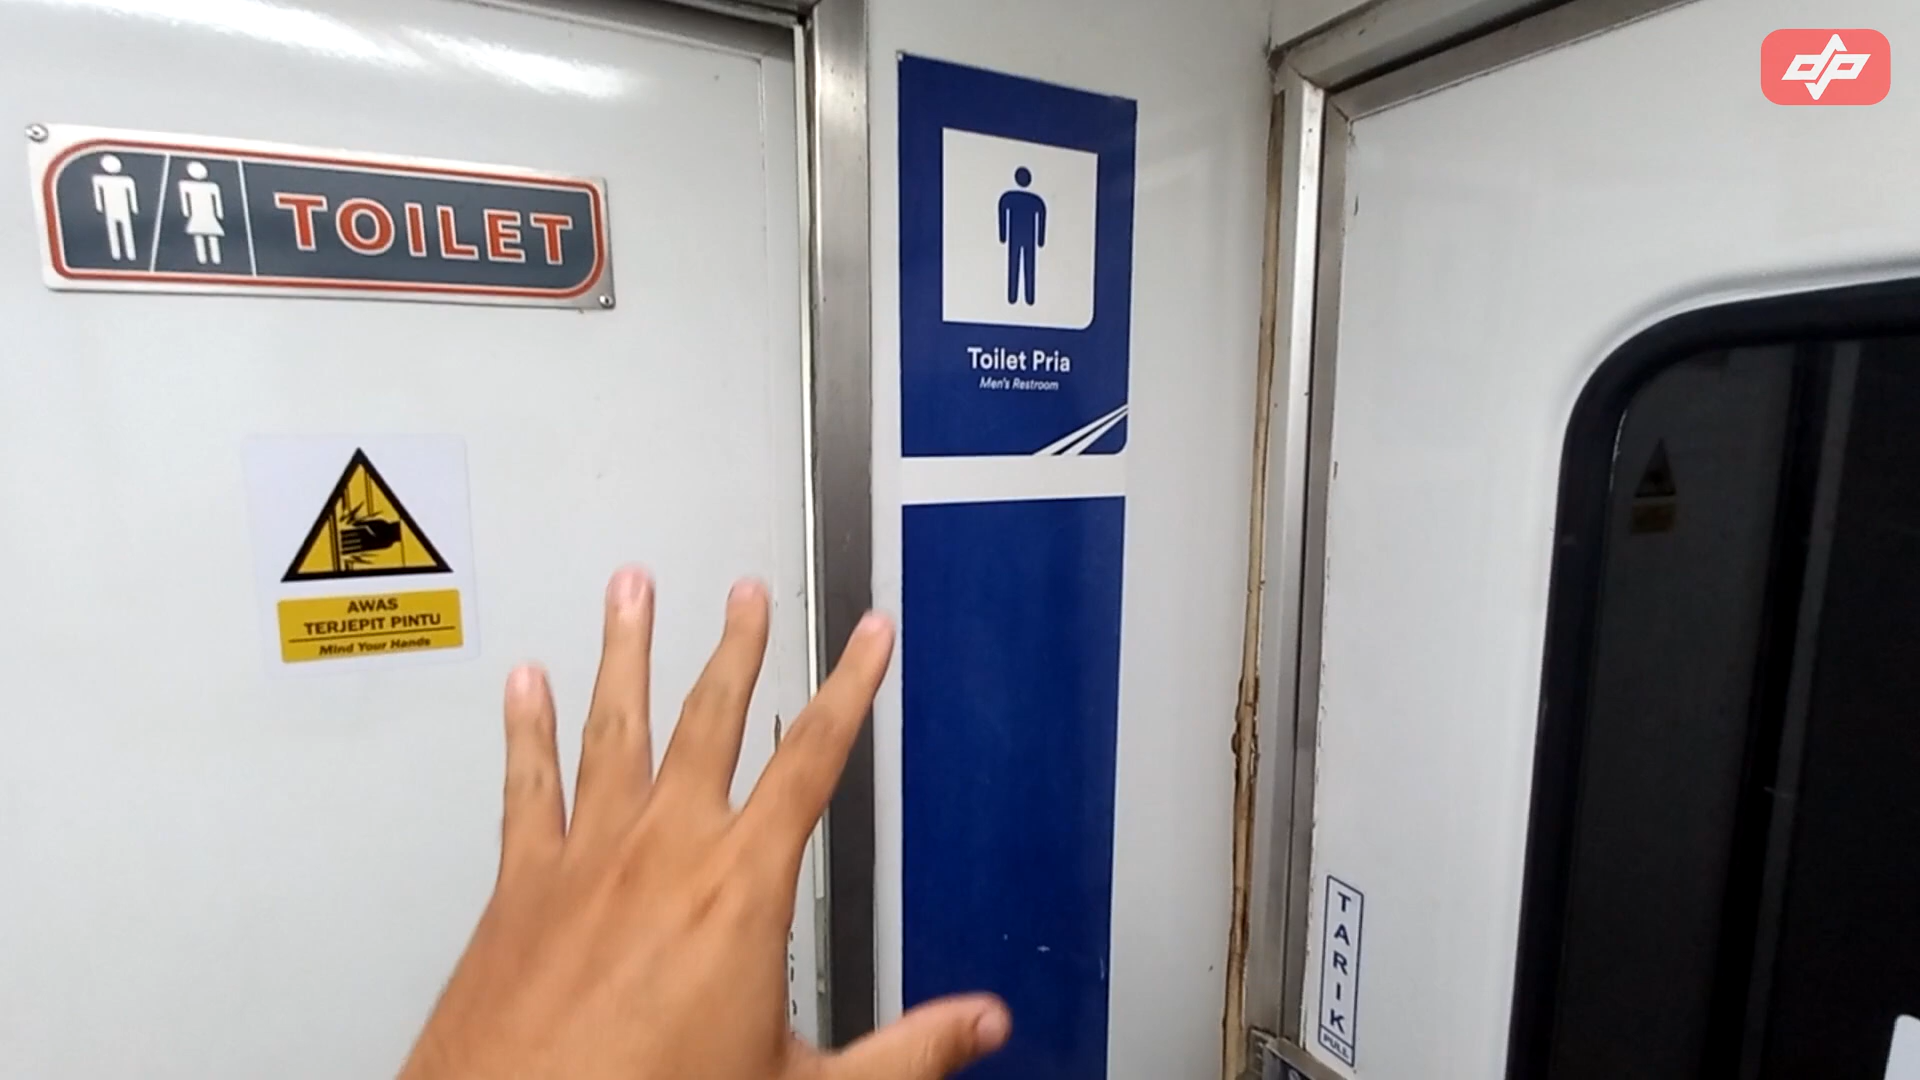 TOILET
Toilet Pria
Men's Restroom
AWAS
TERJEPIT PINTU
Mind Your Hands
TARIK
PULL